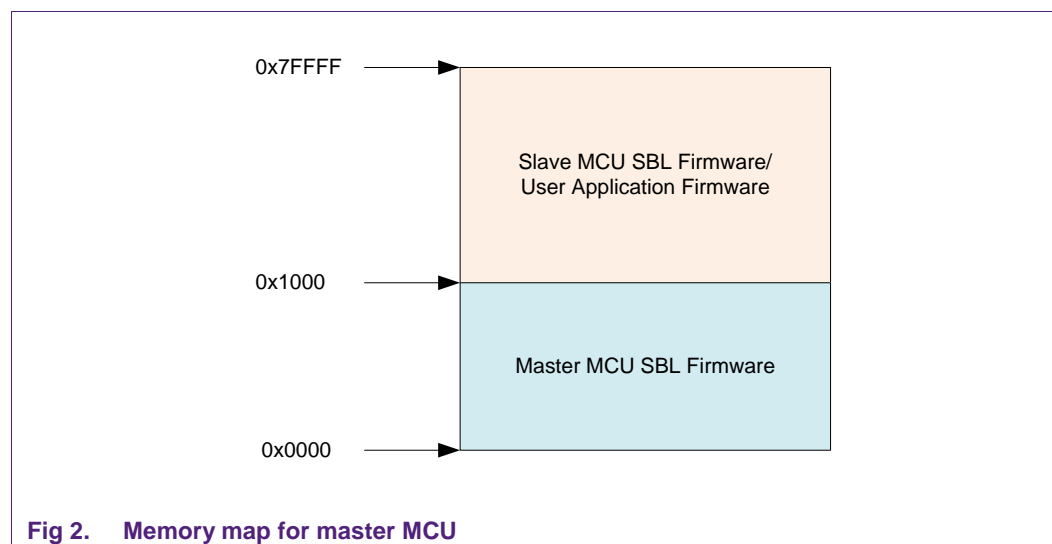 0x7FFFF
Slave MCU SBL Firmware/
User Application Firmware
0x1000
Master MCU SBL Firmware
0x0000
Fig 2. Memory map for master MCU